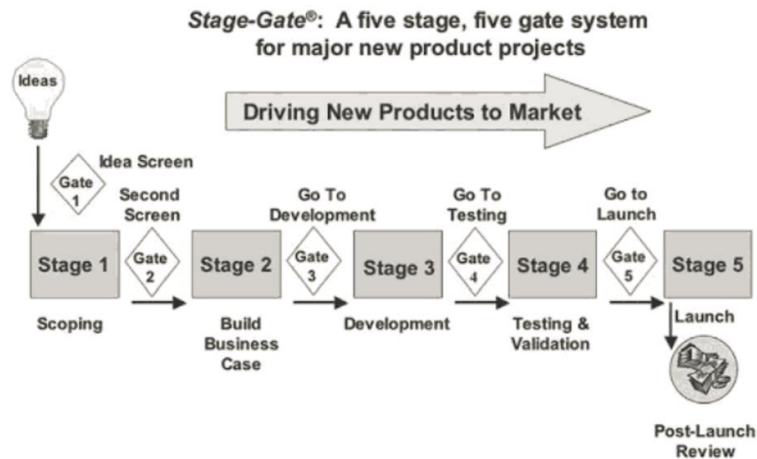 Stage-Gate®: A five stage, five gate system
for major new product projects
Ideas
Driving New Products to Market
Idea Screen
Gate
1
Second
Screen
Go To
Development
Go To
Testing
Go to
Launch
Stage 1
Gate
2
Stage 2
Gate
3
Stage 3
Gate
4
Stage 4
Gate
5
Stage 5
Scoping
Build
Business
Case
Development
Testing &
Validation
Launch
Post-Launch
Review